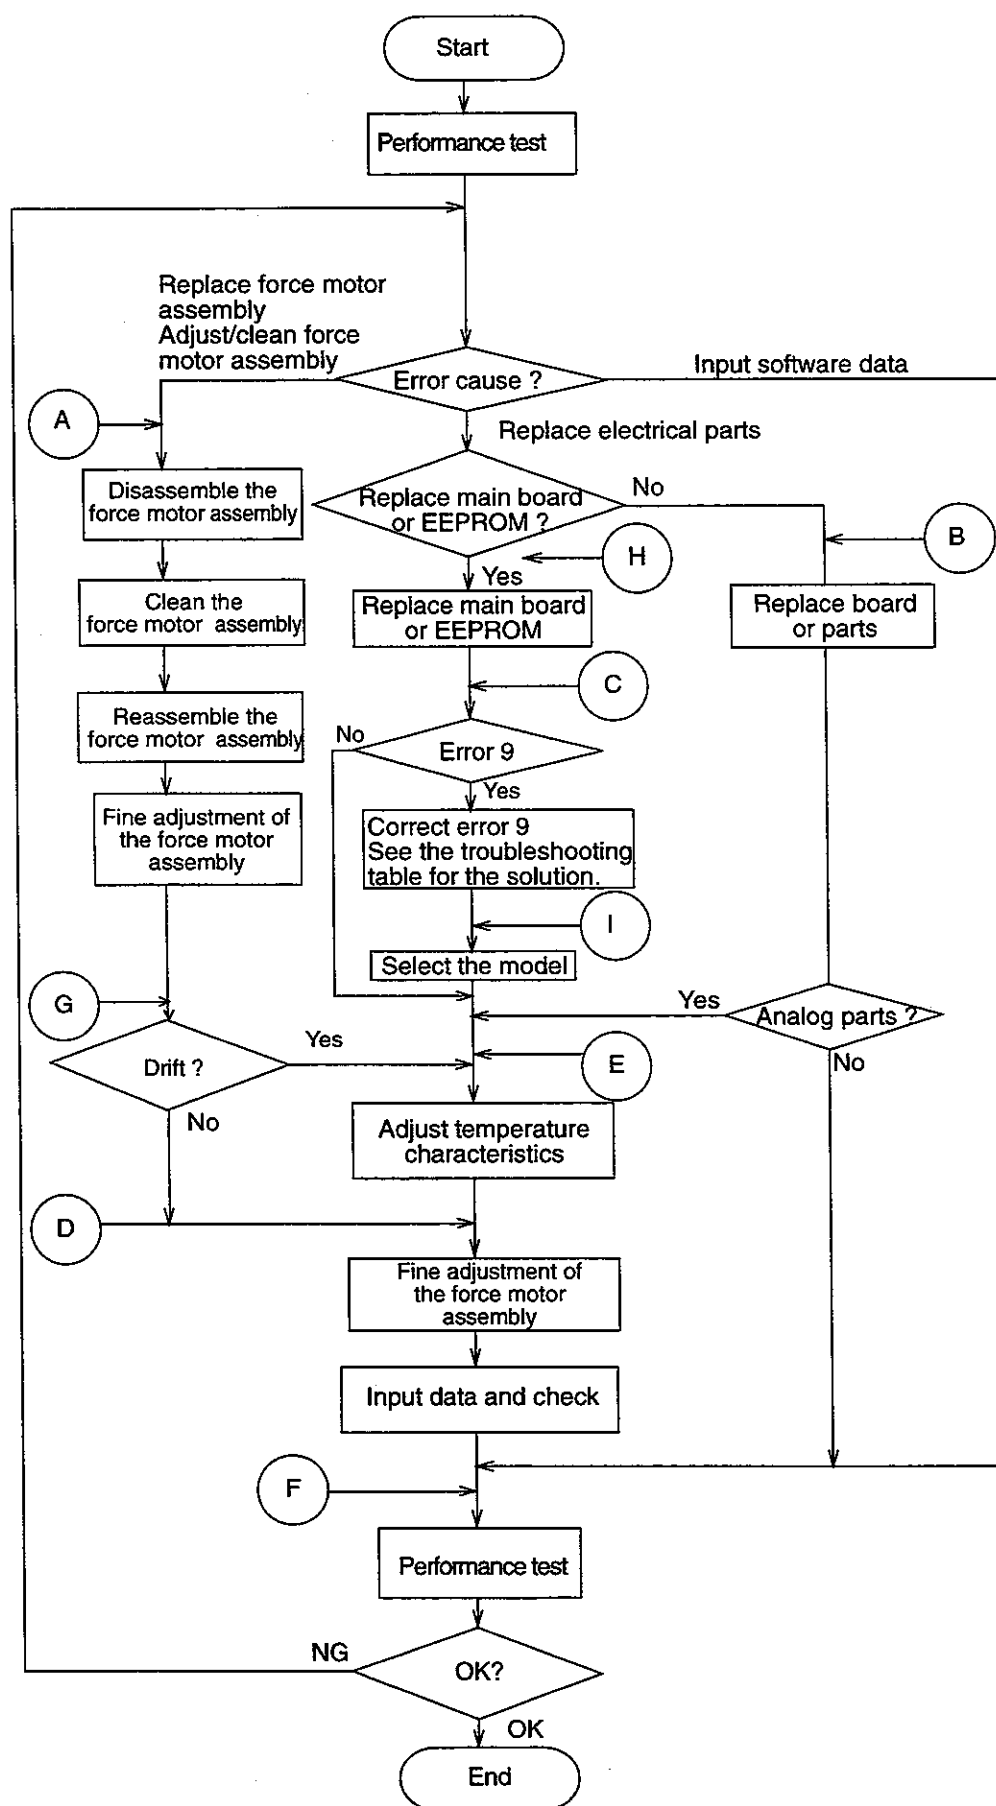 Start
Performance test
Replace force motor
assembly
Adjust/clean force
motor assembly
Error cause ?
Input software data
A
Replace electrical parts
Disassemble the
force motor assembly
Replace main board
or EEPROM ?
No
B
H
Yes
Clean the
force motor assembly
Replace main board
or EEPROM
Replace board
or parts
C
Reassemble the
force motor assembly
No
Error 9
Yes
Fine adjustment of
the force motor
assembly
Correct error 9
See the troubleshooting
table for the solution.
I
Select the model
G
Yes
Analog parts ?
Drift ?
Yes
E
No
No
Adjust temperature
characteristics
D
Fine adjustment of
the force motor
assembly
Input data and check
F
Performance test
NG
OK?
OK
End